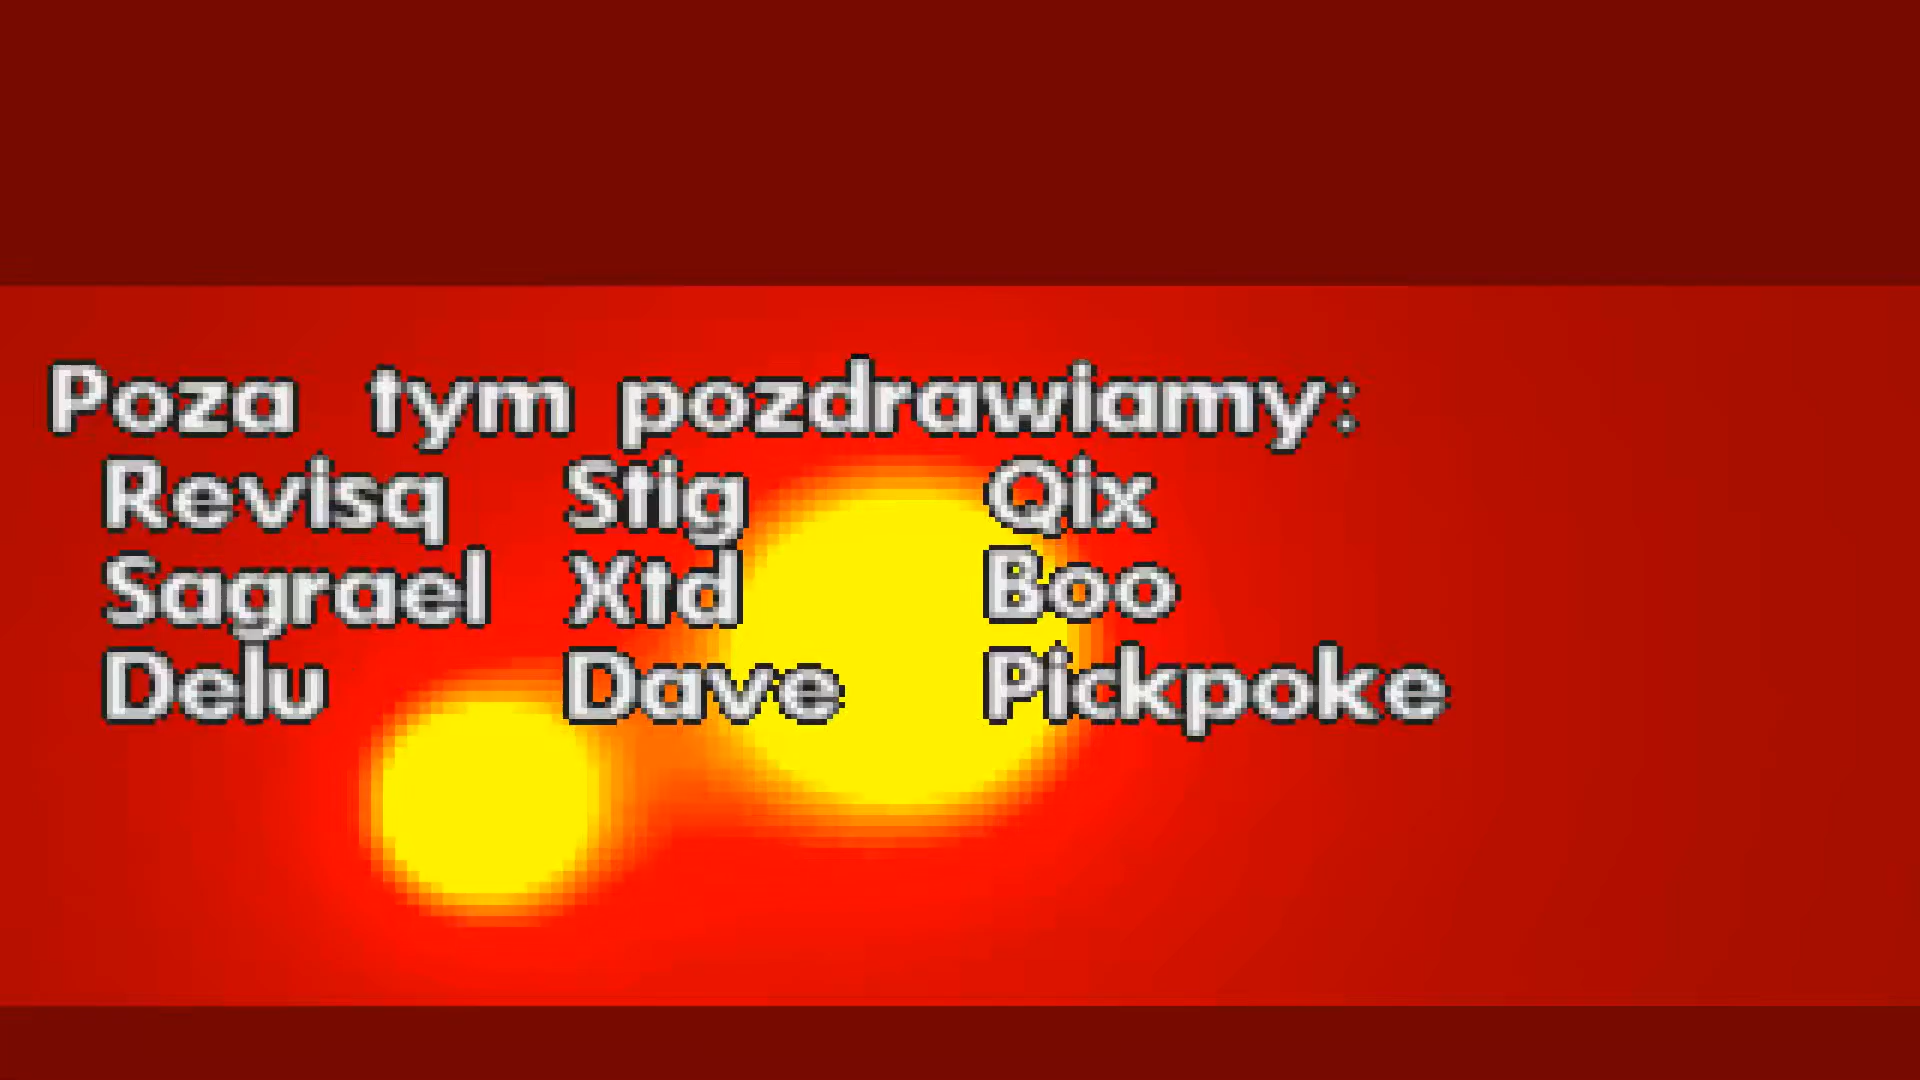 Poza tym pozdrawiamy:
Revisq Stig Qix
Sagrael Xtd Boo
Delu Dave Pickpoke